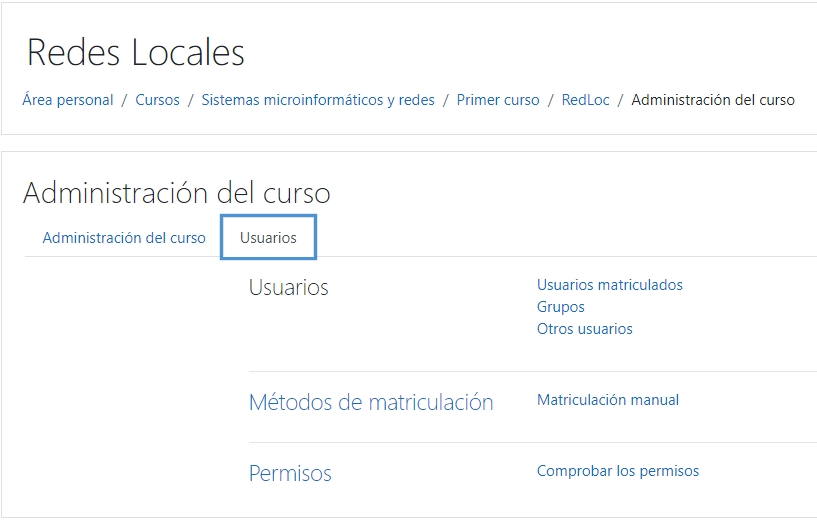 Redes Locales
Área personal / Cursos / Sistemas microinformáticos y redes / Primer curso / RedLoc / Administración del curso
Administración del curso
Administración del curso Usuarios
Usuarios Usuarios matriculados
Grupos
Otros usuarios
Métodos de matriculación Matriculación manual
Permisos Comprobar los permisos